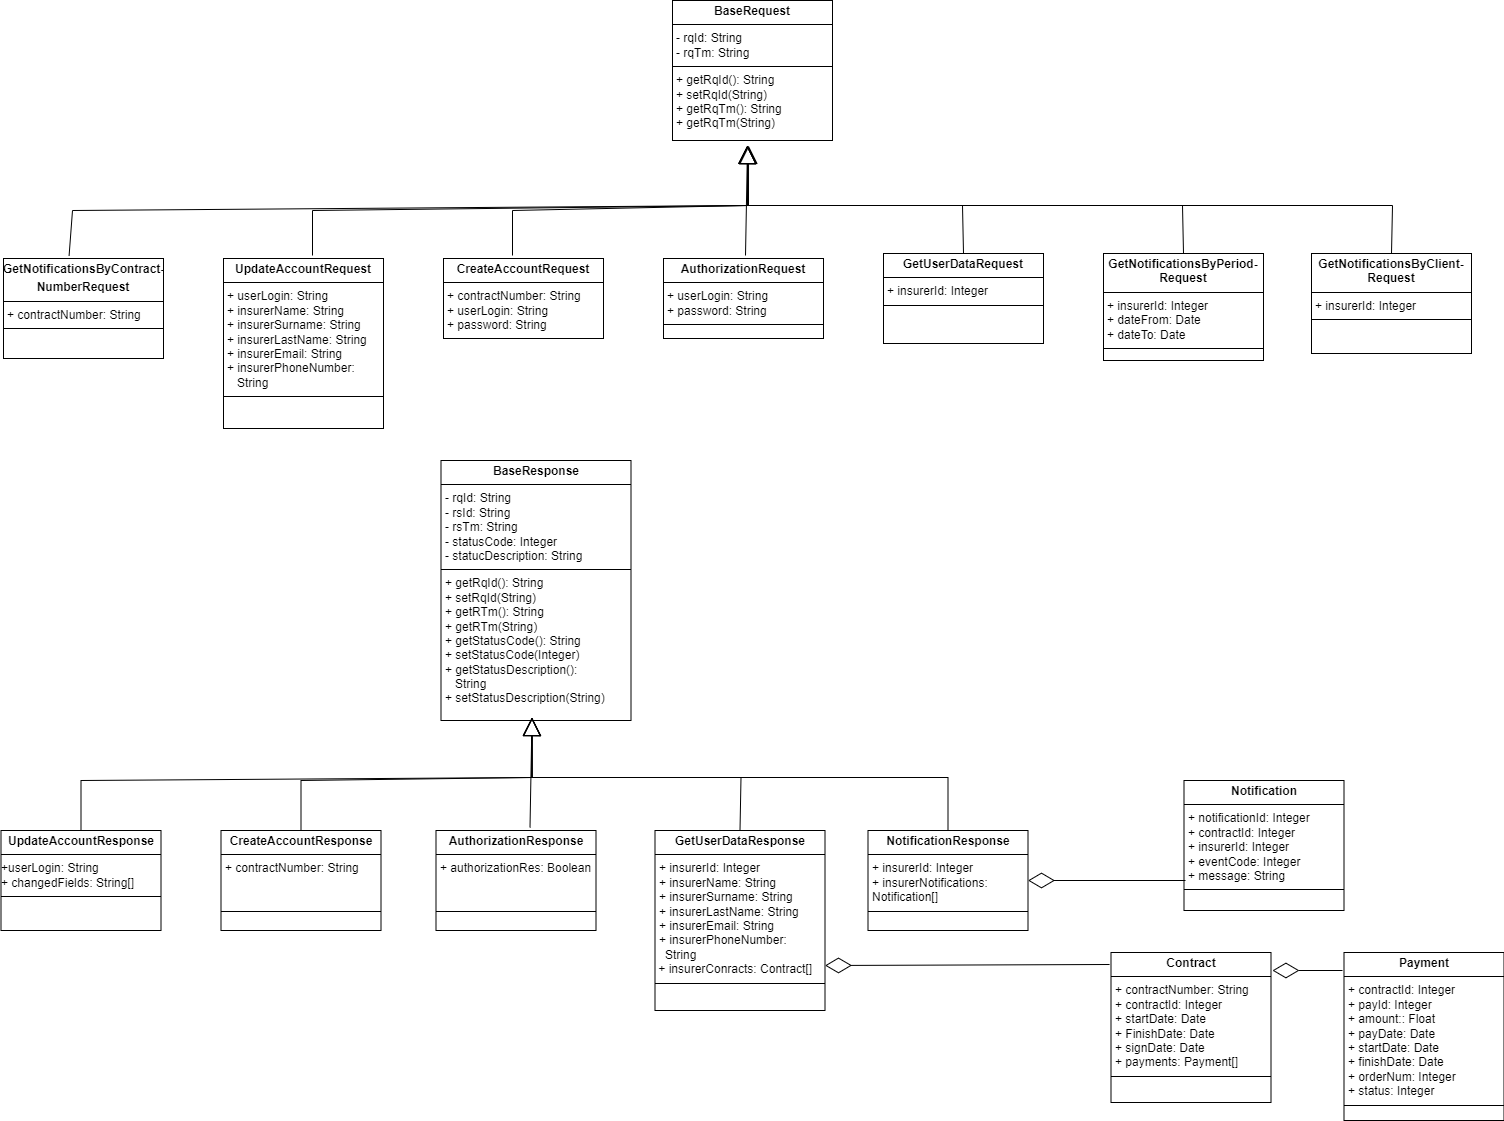 BaseRequest
- rqId: String
- rqTm: String
+ getRqId(): String
+ setRqId(String)
+ getRqTm(): String
+ getRqTm(String)
GetNotificationsByContract-
NumberRequest
+ contractNumber: String
UpdateAccountRequest
+ userLogin: String
+ insurerName: String
+ insurerSurname: String
+ insurerLastName: String
+ insurerEmail: String
+ insurerPhoneNumber:
String
CreateAccountRequest
+ contractNumber: String
+ userLogin: String
+ password: String
AuthorizationRequest
+ userLogin: String
+ password: String
GetUserDataRequest
+ insurerId: Integer
GetNotificationsByPeriod-
Request
+ insurerId: Integer
+ dateFrom: Date
+ dateTo: Date
GetNotificationsByClient-
Request
+ insurerId: Integer
BaseResponse
- rqId: String
- rsId: String
- rsTm: String
- statusCode: Integer
- statucDescription: String
+ getRqId(): String
+ setRqId(String)
+ getRTm(): String
+ getRTm(String)
+ getStatusCode(): String
+ setStatusCode(Integer)
+ getStatusDescription():
String
+ setStatusDescription(String)
UpdateAccountResponse
+userLogin: String
+ changedFields: String[]
CreateAccountResponse
+ contractNumber: String
AuthorizationResponse
+ authorizationRes: Boolean
GetUserDataResponse
+ insurerId: Integer
+ insurerName: String
+ insurerSurname: String
+ insurerLastName: String
+ insurerEmail: String
+ insurerPhoneNumber:
String
+ insurerConracts: Contract[]
NotificationResponse
+ insurerId: Integer
+ insurerNotifications:
Notification[]
Notification
+ notificationId: Integer
+ contractId: Integer
+ insurerId: Integer
+ eventCode: Integer
+ message: String
Contract
+ contractNumber: String
+ contractId: Integer
+ startDate: Date
+ FinishDate: Date
+ signDate: Date
+ payments: Payment[]
Payment
+ contractId: Integer
+ payId: Integer
+ amount:: Float
+ payDate: Date
+ startDate: Date
+ finishDate: Date
+ orderNum: Integer
+ status: Integer